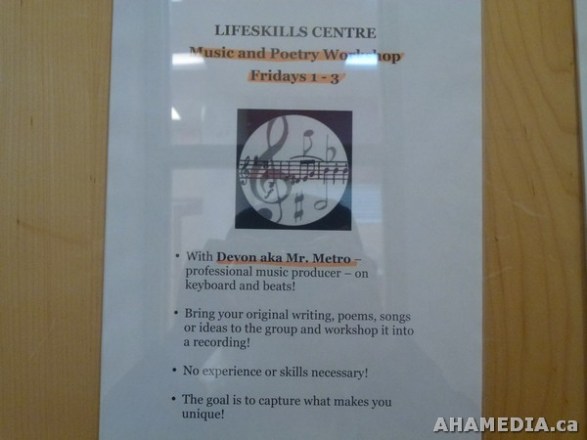 LIFESKILLS CENTRE
Music and Poetry Workshop
Fridays 1 - 3
• With Devon aka Mr. Metro –
professional music producer – on
keyboard and beats!
• Bring your original writing, poems, songs
or ideas to the group and workshop it into
a recording!
• No experience or skills necessary!
• The goal is to capture what makes you
unique!
AHAMEDIA.ca